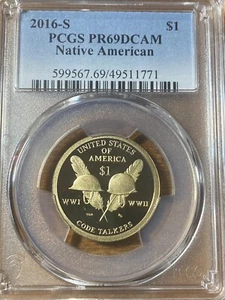 2016-S $1
PCGS PR69DCAM
Native American
599567.69/49511771
UNITED STATES OF
AMERICA
$1
WWI WWII
CODE TALKERS